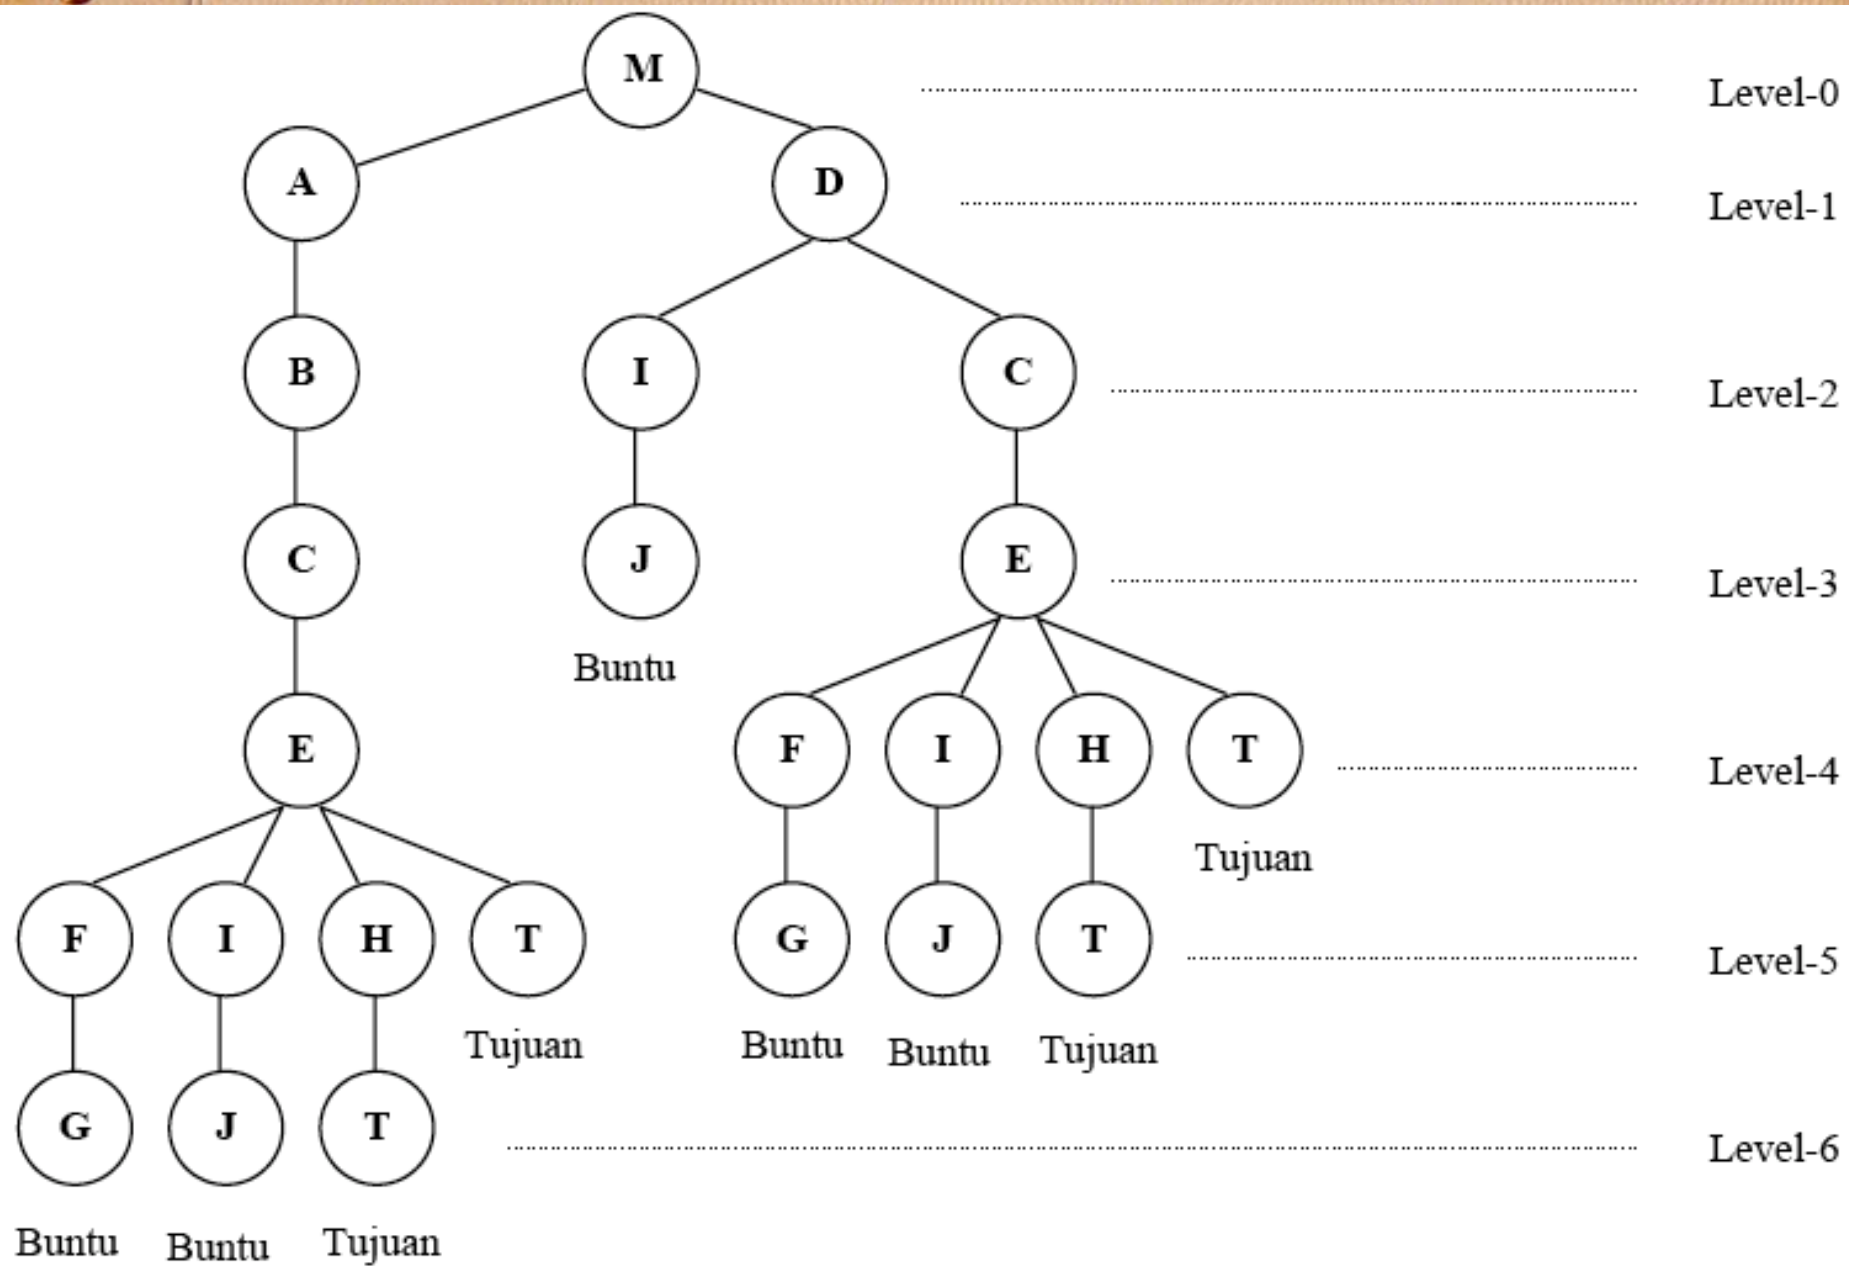 M
Level-0
A D
Level-1
B I C
Level-2
C J E
Level-3
Buntu
E F I H T
Level-4
Tujuan
F I H T G J T
Level-5
Tujuan Buntu Buntu Tujuan
G J T
Level-6
Buntu Buntu Tujuan